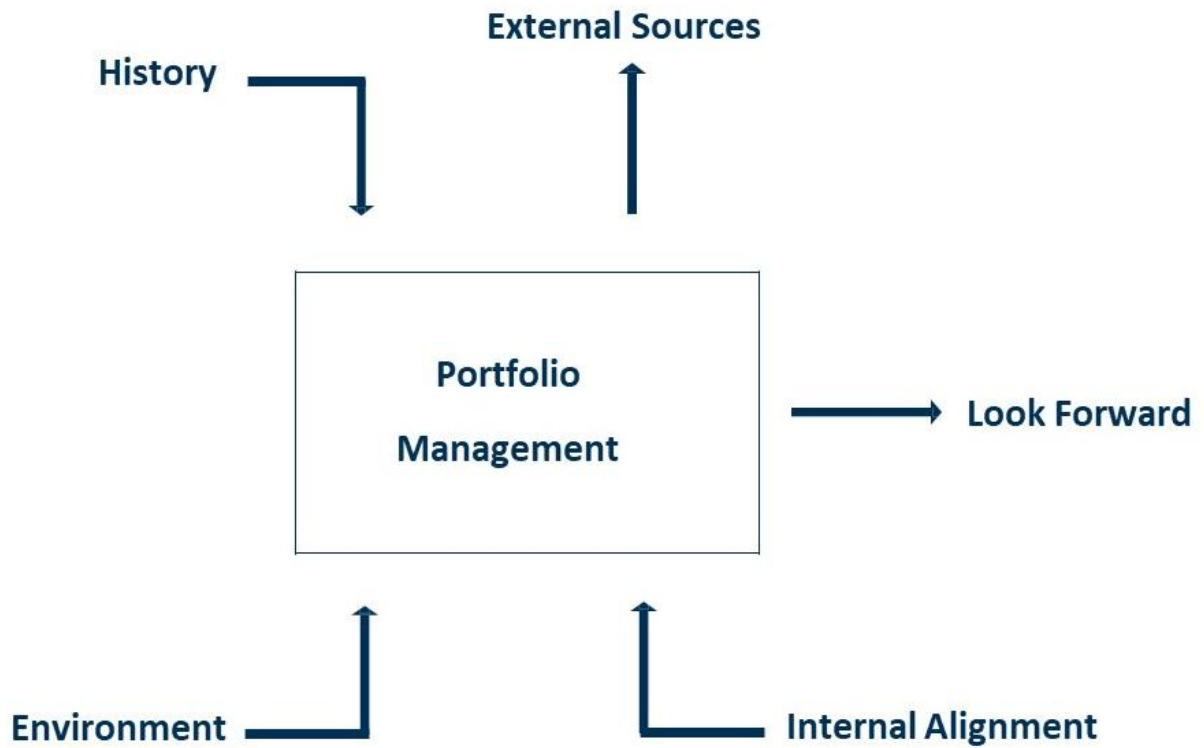 External Sources
History
Portfolio
Management
Look Forward
Environment
Internal Alignment